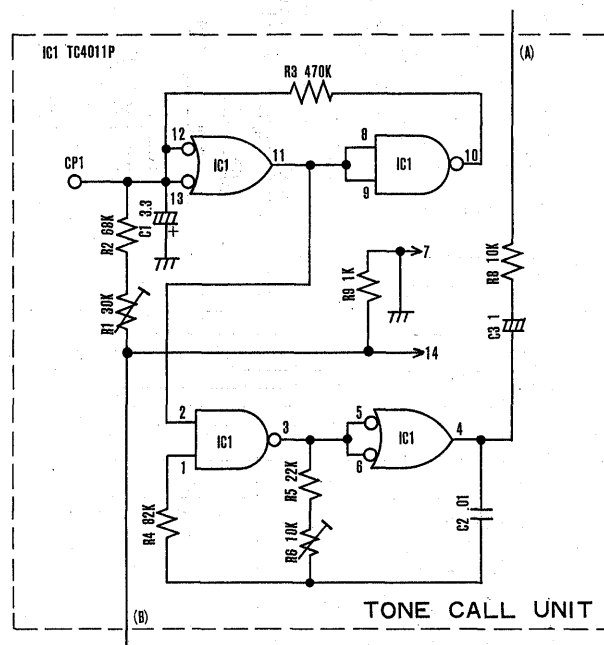 IC1 TC4011P
(A)
R3 470K
12
11
8
10
CP1
IC1
IC1
13
9
C1 3.3
+
R2 68K
7
R8 10K
R9 1K
R1 30K
C3 1
14
2
3
5
4
IC1
IC1
1
6
R5 22K
C2 .01
R4 82K
R6 10K
(B)
TONE CALL UNIT